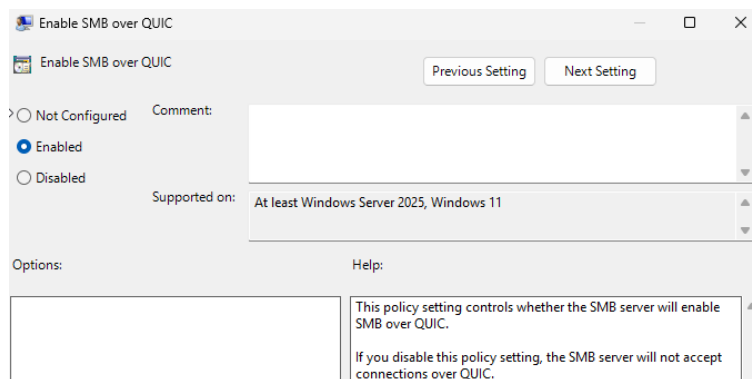 Enable SMB over QUIC
Enable SMB over QUIC
Previous Setting
Next Setting
Not Configured
Comment:
Enabled
Disabled
Supported on:
At least Windows Server 2025, Windows 11
Options:
Help:
This policy setting controls whether the SMB server will enable
SMB over QUIC.
If you disable this policy setting, the SMB server will not accept
connections over QUIC.